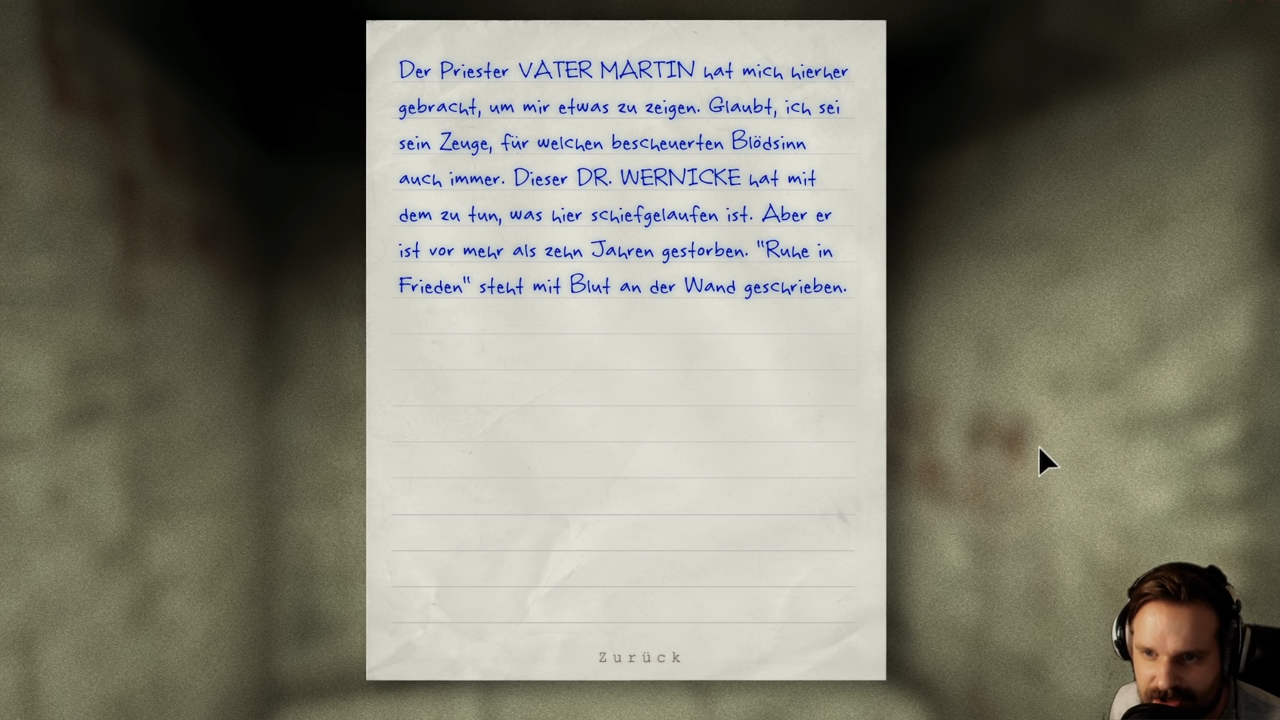 Der Priester VATER MARTIN hat mich hierher
gebracht, um mir etwas zu zeigen. Glaubt, ich sei
sein Zeuge, für welchen bescheuerten Blödsinn
auch immer. Dieser DR. WERNICKE hat mit
dem zu tun, was hier schiefgelaufen ist. Aber er
ist vor mehr als zehn Jahren gestorben. "Ruhe in
Frieden" steht mit Blut an der Wand geschrieben.
Zurück